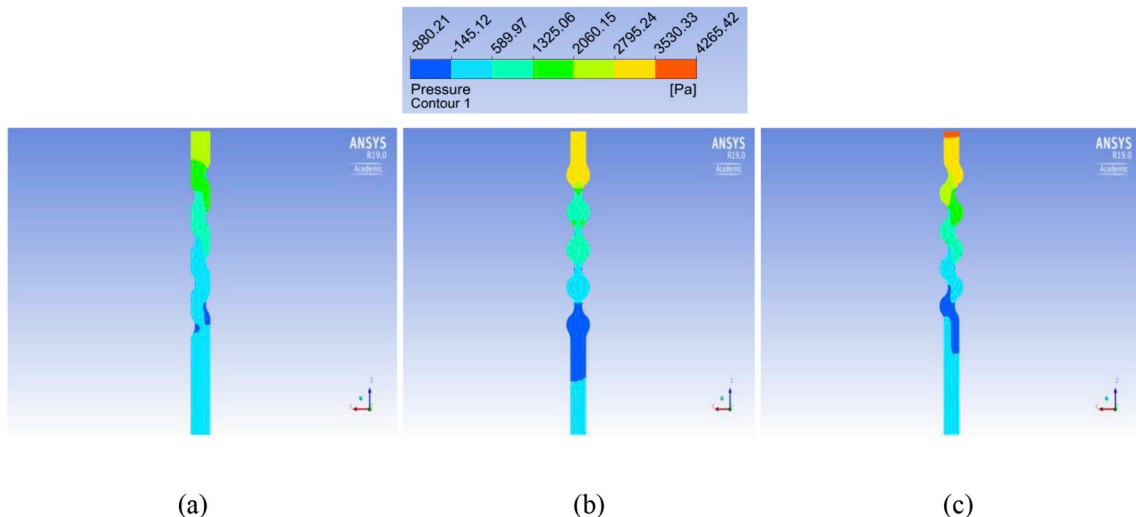 -880.21 -145.12 589.97 1325.06 2060.15 2795.24 3530.33 4265.42
Pressure [Pa]
Contour 1
ANSYS ANSYS ANSYS
R19.0 R19.0 R19.0
Academic Academic Academic
Z Z Z
X X X
(a) (b) (c)